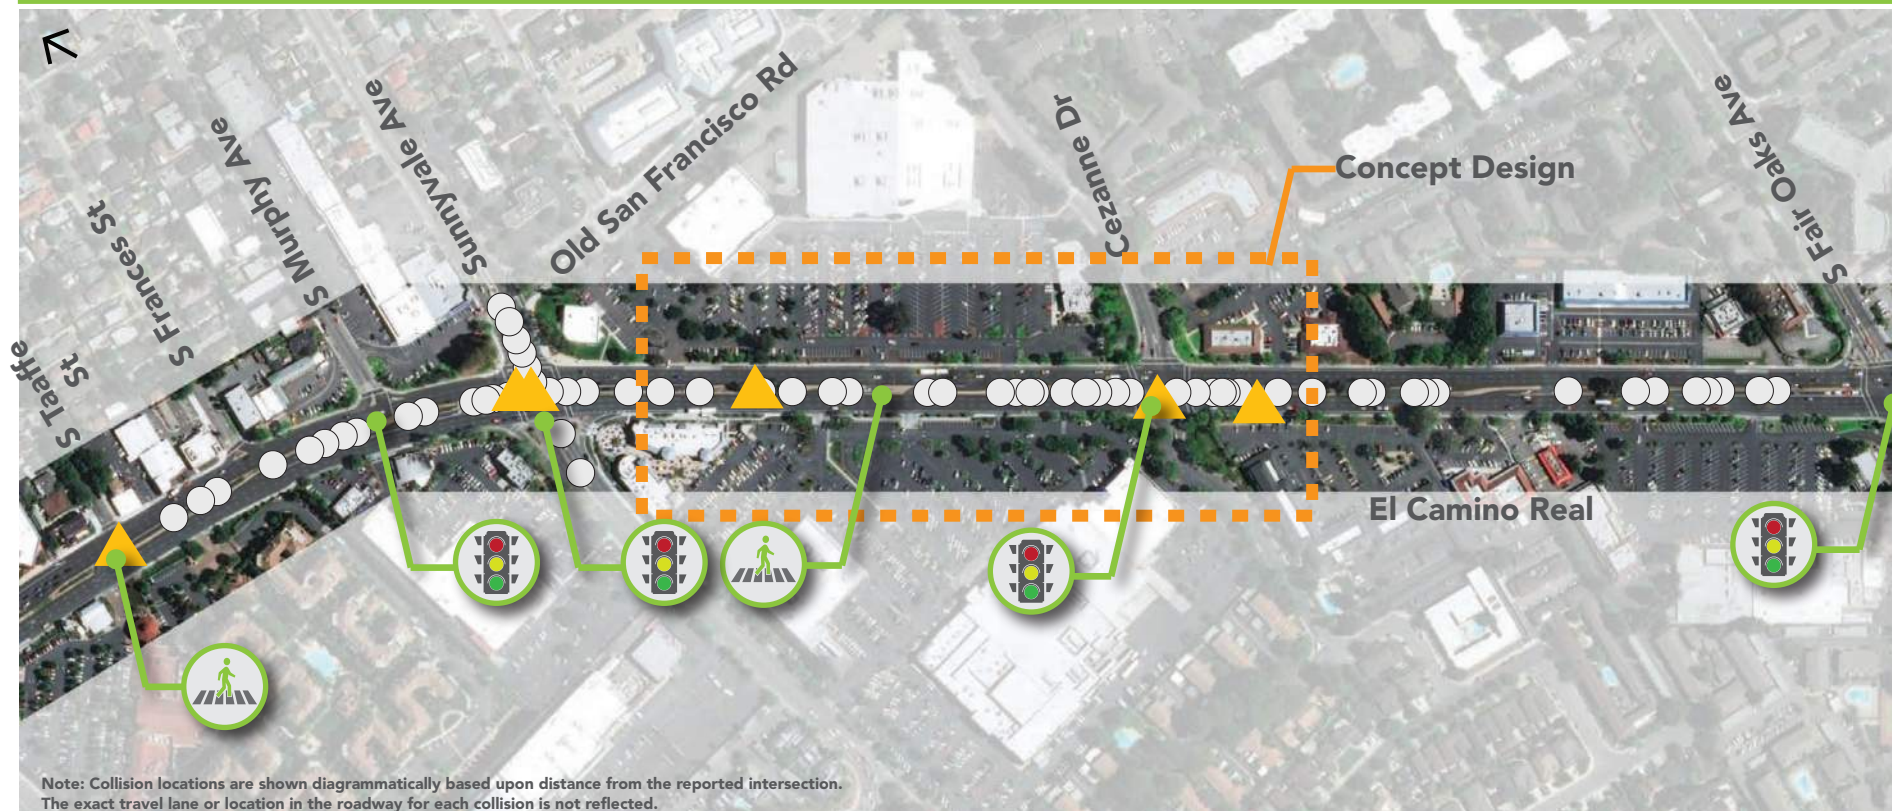 S Taaffe
St
S Frances St
S Murphy Ave
Sunnyvale Ave
Old San Francisco Rd
Cezanne Dr
Concept Design
S Fair Oaks Ave
El Camino Real
Note: Collision locations are shown diagrammatically based upon distance from the reported intersection.
The exact travel lane or location in the roadway for each collision is not reflected.